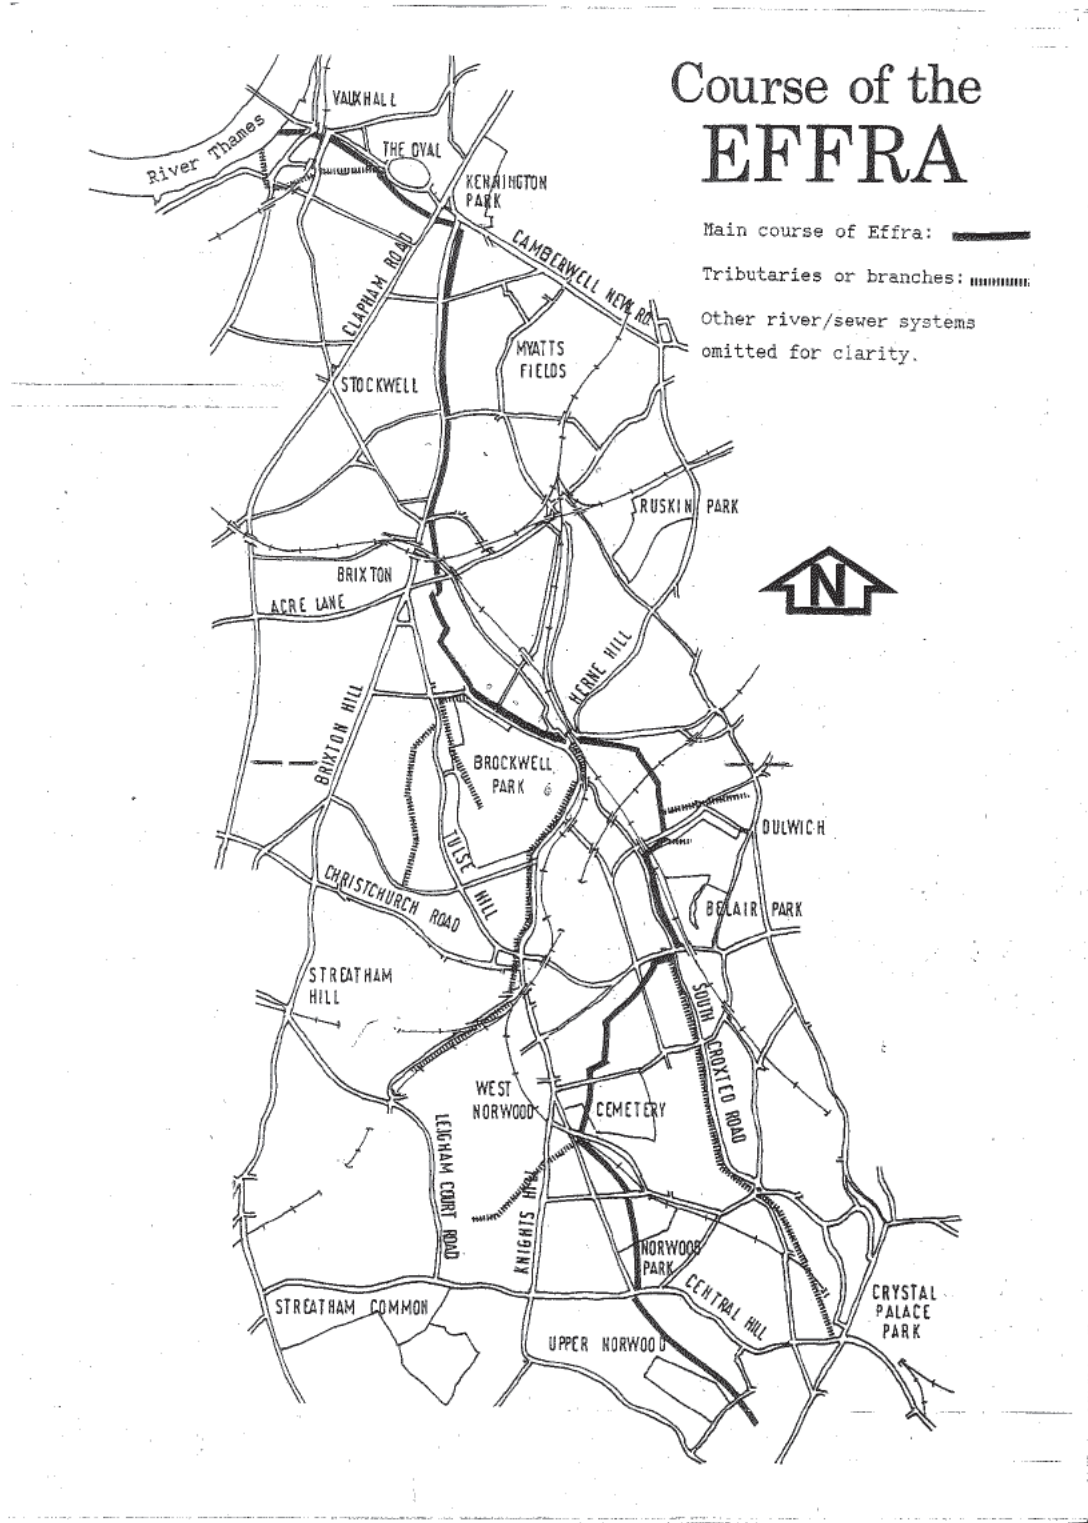 Course of the
EFFRA
Main course of Effra:
Tributaries or branches:
Other river/sewer systems
omitted for clarity.
VAUXHALL
River Thames
THE OVAL
KENNINGTON
PARK
CAMBERWELL NEW RD.
CLAPHAM ROAD
MYATTS
FIELDS
STOCKWELL
RUSKIN PARK
N
BRIXTON
ACRE LANE
HERNE HILL
BRIXTON HILL
BROCKWELL
PARK
DULWICH
TULSE HILL
CHRISTCHURCH ROAD
BELAIR PARK
STREATHAM
HILL
SOUTH CROXTED ROAD
WEST
NORWOOD
CEMETERY
LEIGHAM COURT ROAD
KNIGHTS HILL
NORWOOD
PARK
CENTRAL HILL
CRYSTAL
PALACE
PARK
STREATHAM COMMON
UPPER NORWOOD